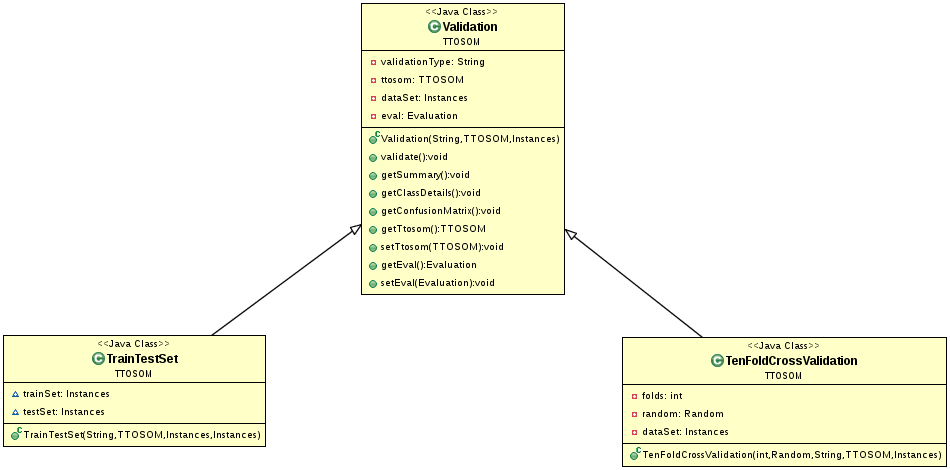 <<Java Class>>
Validation
TTOSOM
validationType: String
ttosom: TTOSOM
dataSet: Instances
eval: Evaluation
Validation(String,TTOSOM,Instances)
validate():void
getSummary():void
getClassDetails():void
getConfusionMatrix():void
getTtosom():TTOSOM
setTtosom(TTOSOM):void
getEval():Evaluation
setEval(Evaluation):void
<<Java Class>>
TrainTestSet
TTOSOM
trainSet: Instances
testSet: Instances
TrainTestSet(String,TTOSOM,Instances,Instances)
<<Java Class>>
TenFoldCrossValidation
TTOSOM
folds: int
random: Random
dataSet: Instances
TenFoldCrossValidation(int,Random,String,TTOSOM,Instances)